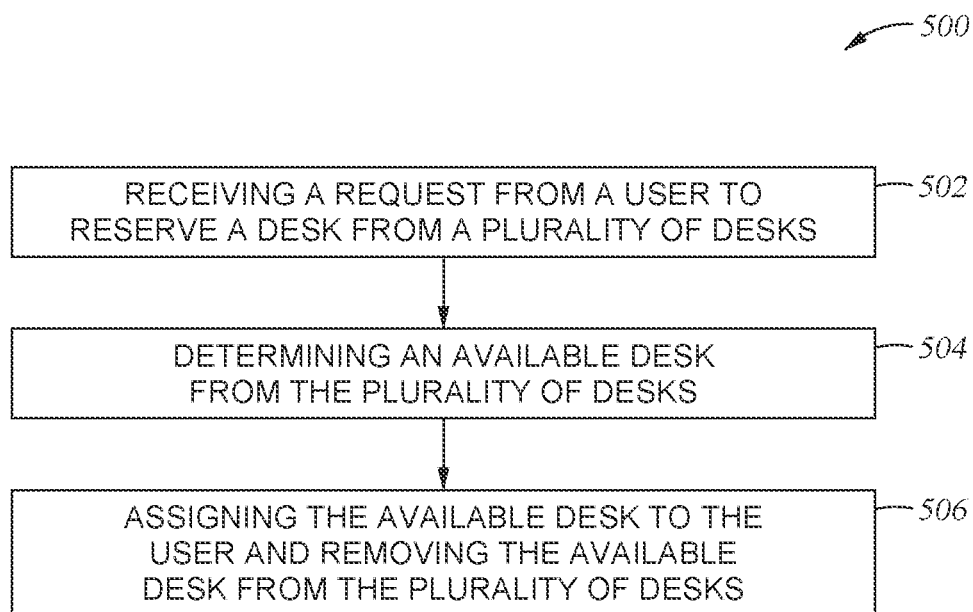 500
RECEIVING A REQUEST FROM A USER TO
RESERVE A DESK FROM A PLURALITY OF DESKS
502
DETERMINING AN AVAILABLE DESK
FROM THE PLURALITY OF DESKS
504
ASSIGNING THE AVAILABLE DESK TO THE
USER AND REMOVING THE AVAILABLE
DESK FROM THE PLURALITY OF DESKS
506